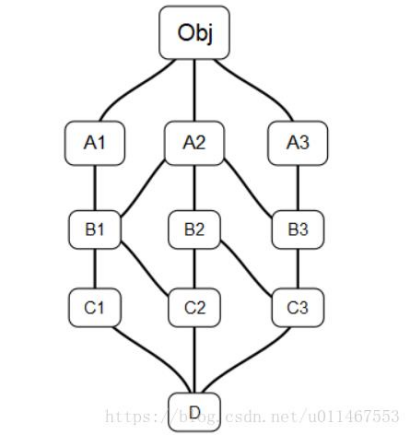 Obj
A1 A2 A3
B1 B2 B3
C1 C2 C3
D
https://blog.csdn.net/u011467553